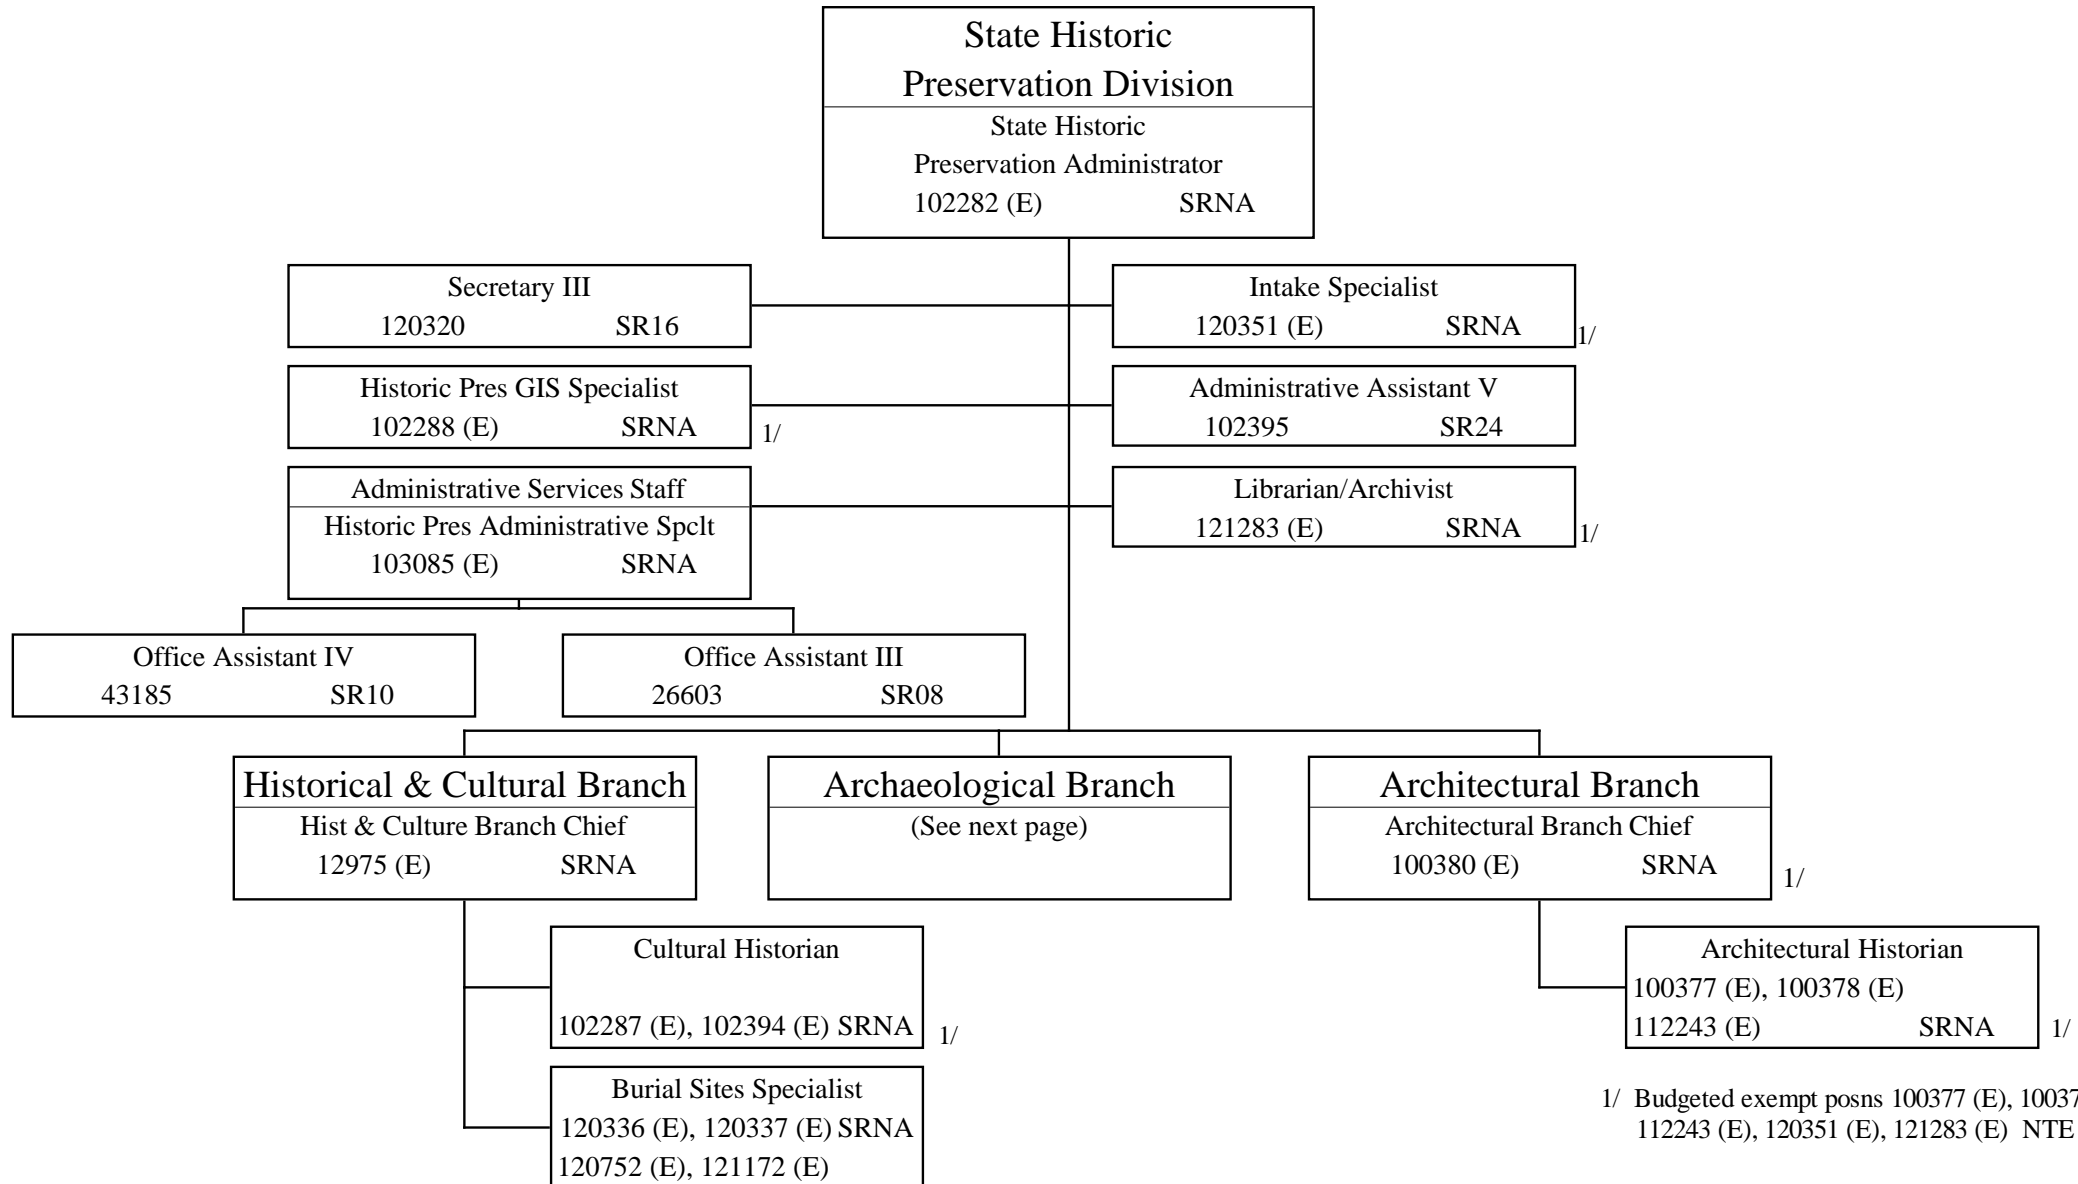 State Historic
Preservation Division
State Historic
Preservation Administrator
102282 (E) SRNA
Secretary III
120320 SR16
Intake Specialist
120351 (E) SRNA
1/
Historic Pres GIS Specialist
102288 (E) SRNA
1/
Administrative Assistant V
102395 SR24
Administrative Services Staff
Historic Pres Administrative Spclt
103085 (E) SRNA
Librarian/Archivist
121283 (E) SRNA
1/
Office Assistant IV
43185 SR10
Office Assistant III
26603 SR08
Historical & Cultural Branch
Hist & Culture Branch Chief
12975 (E) SRNA
Archaeological Branch
(See next page)
Architectural Branch
Architectural Branch Chief
100380 (E) SRNA
1/
Cultural Historian
102287 (E), 102394 (E) SRNA
1/
Burial Sites Specialist
120336 (E), 120337 (E) SRNA
120752 (E), 121172 (E)
Architectural Historian
100377 (E), 100378 (E)
112243 (E) SRNA
1/
1/ Budgeted exempt posns 100377 (E),
112243 (E), 120351 (E), 121283 (E) NTE